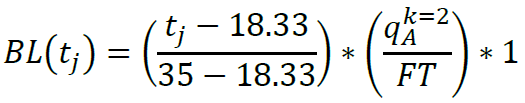 BL(t_j) = ((t_j − 18.33)/(35 − 18.33)) * (q_A^{k=2}/FT) * 1